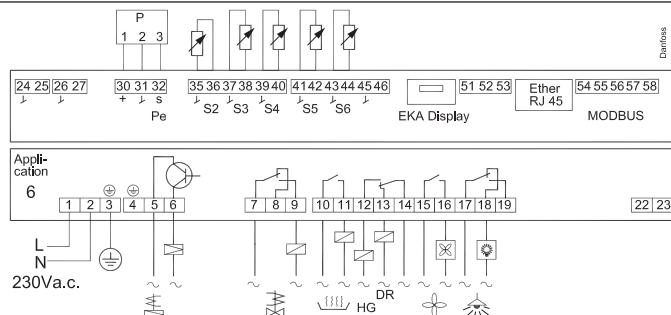 P
1 2 3
Danfoss
24 25 26 27 30 31 32 35 36 37 38 39 40 41 42 43 44 45 46 51 52 53 54 55 56 57 58
+ s
Pe
S2 S3 S4 S5 S6
EKA Display
Ether
RJ 45
MODBUS
Appli-
cation
6
1 2 3 4 5 6 7 8 9 10 11 12 13 14 15 16 17 18 19 22 23
L
N
230Va.c.
HG
DR